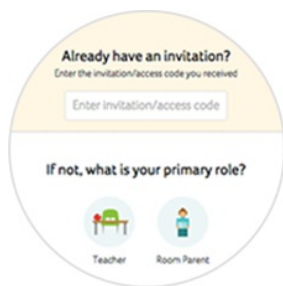 Already have an invitation?
Enter the invitation/access code you received
Enter invitation/access code
If not, what is your primary role?
Teacher Room Parent